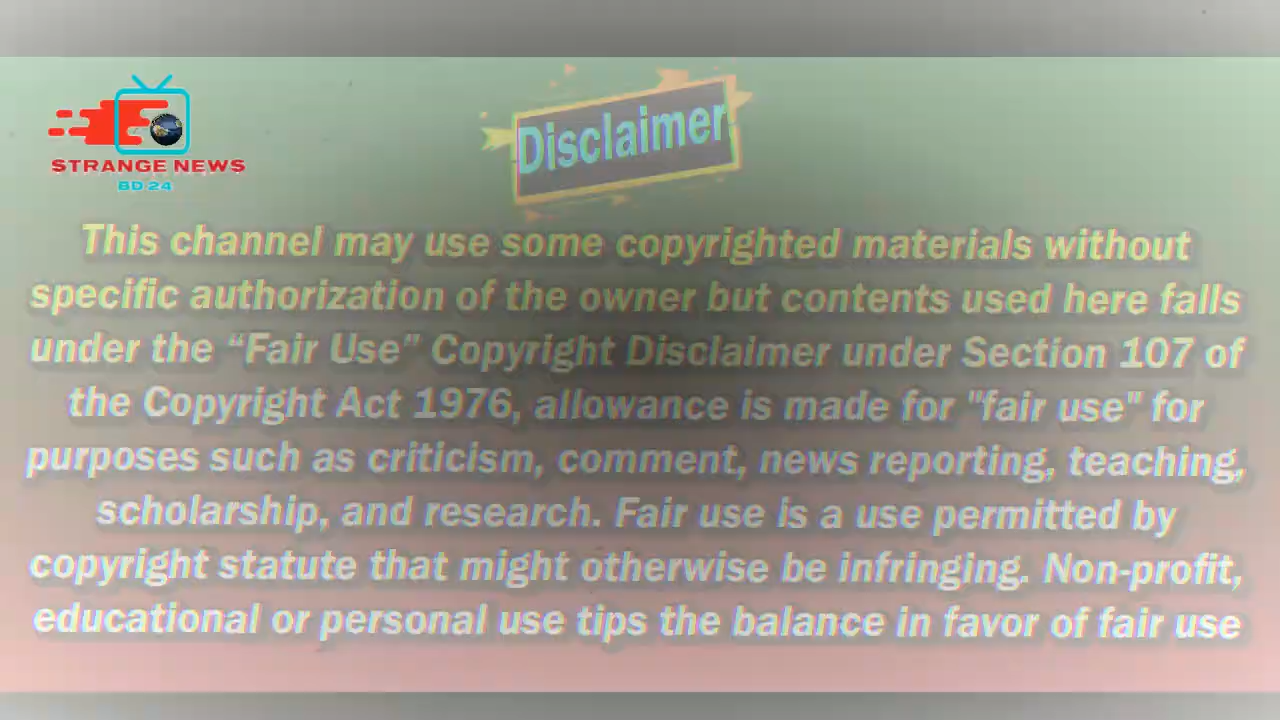 STRANGE NEWS
BD 24
Disclaimer
This channel may use some copyrighted materials without
specific authorization of the owner but contents used here falls
under the “Fair Use” Copyright Disclaimer under Section 107 of
the Copyright Act 1976, allowance is made for "fair use" for
purposes such as criticism, comment, news reporting, teaching,
scholarship, and research. Fair use is a use permitted by
copyright statute that might otherwise be infringing. Non-profit,
educational or personal use tips the balance in favor of fair use